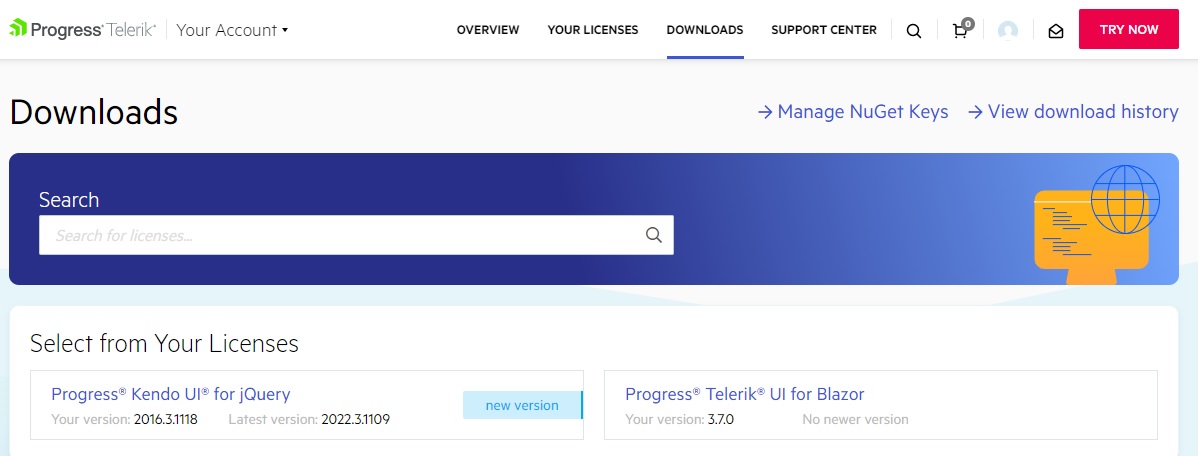 Progress® Telerik® Your Account OVERVIEW YOUR LICENSES DOWNLOADS SUPPORT CENTER 0 TRY NOW
Downloads → Manage NuGet Keys → View download history
Search
Search for licenses...
Select from Your Licenses
Progress® Kendo UI® for jQuery
Your version: 2016.3.1118 Latest version: 2022.3.1109
new version
Progress® Telerik® UI for Blazor
Your version: 3.7.0 No newer version